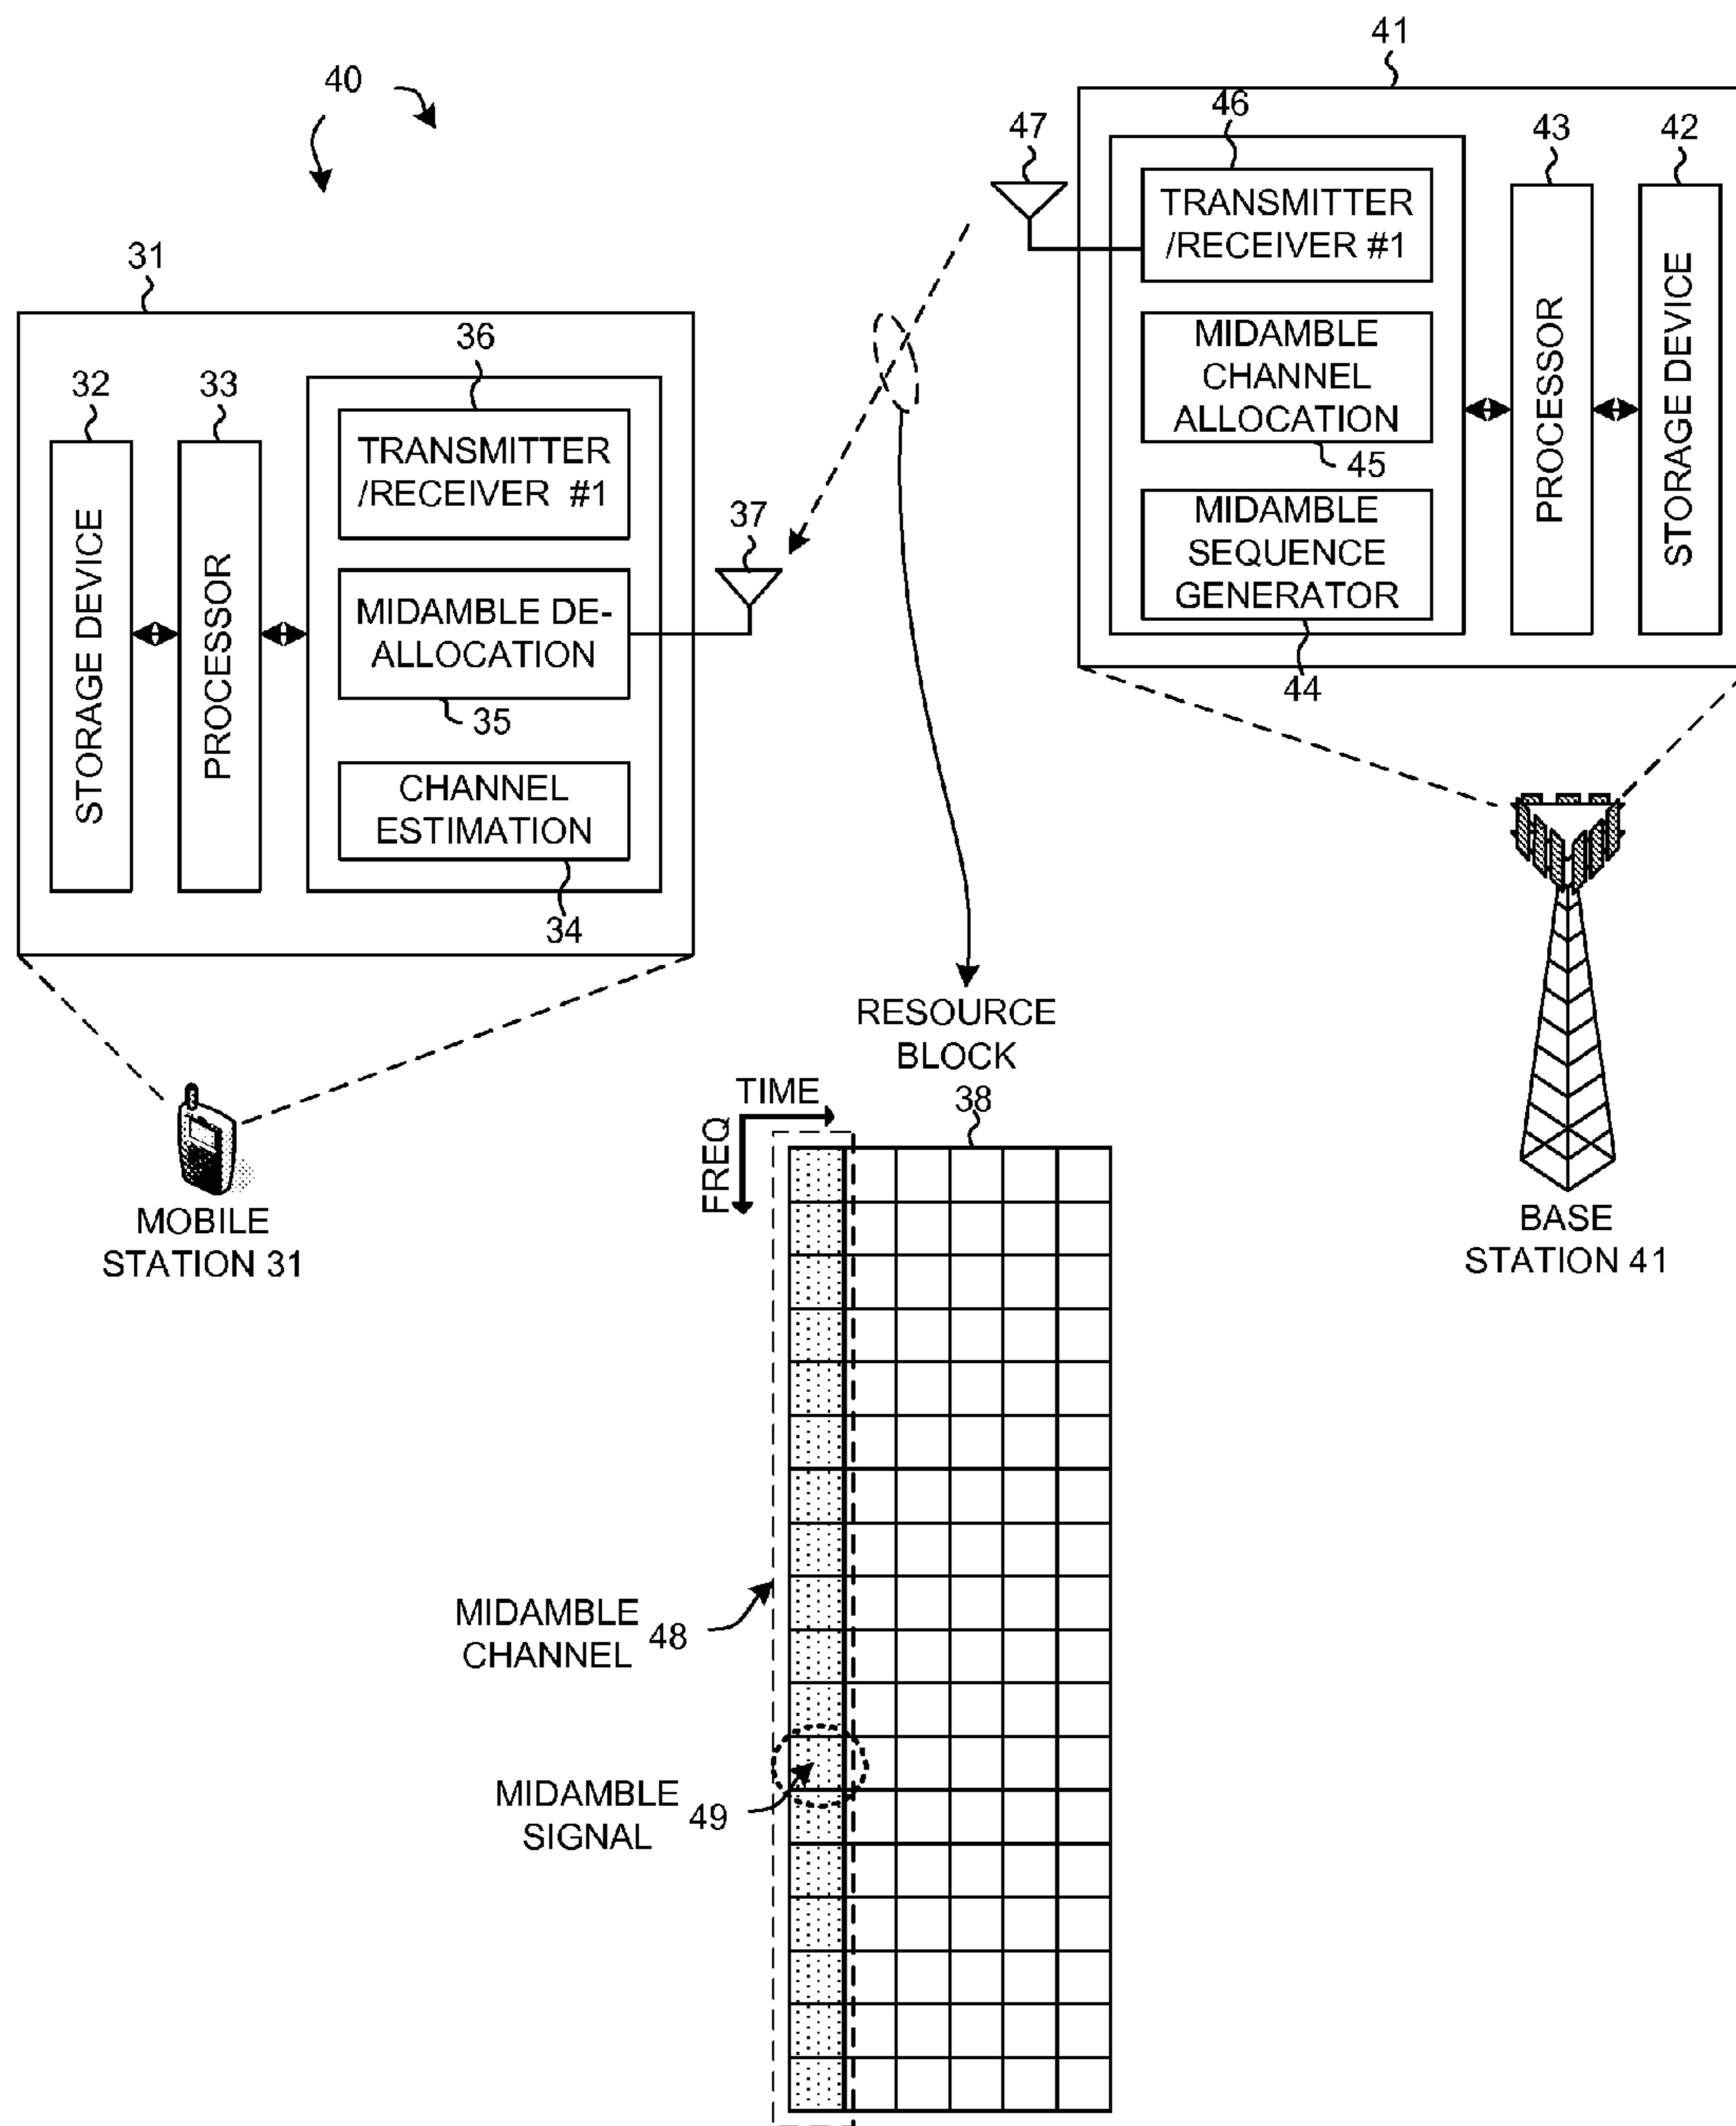 40
41
46
47
43
42
TRANSMITTER
/RECEIVER #1
MIDAMBLE
CHANNEL
ALLOCATION
45
MIDAMBLE
SEQUENCE
GENERATOR
44
PROCESSOR
STORAGE DEVICE
31
36
32
33
TRANSMITTER
/RECEIVER #1
37
MIDAMBLE DE-
ALLOCATION
35
CHANNEL
ESTIMATION
34
STORAGE DEVICE
PROCESSOR
RESOURCE
BLOCK
38
TIME
FREQ
MOBILE
STATION 31
BASE
STATION 41
MIDAMBLE
CHANNEL
48
MIDAMBLE
SIGNAL
49